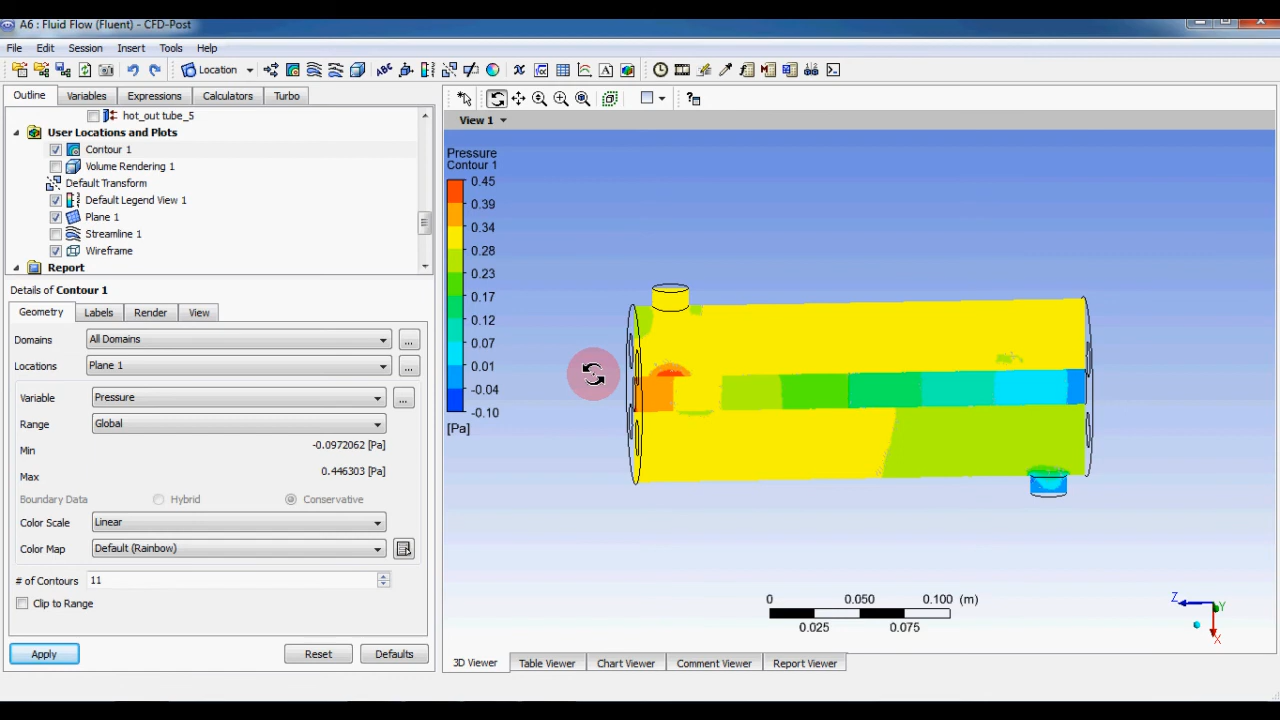 A6 : Fluid Flow (Fluent) - CFD-Post
File Edit Session Insert Tools Help
Location
Outline Variables Expressions Calculators Turbo
hot_out tube_5
User Locations and Plots
Contour 1
Volume Rendering 1
Default Transform
Default Legend View 1
Plane 1
Streamline 1
Wireframe
Report
Details of Contour 1
Geometry Labels Render View
Domains All Domains ...
Locations Plane 1 ...
Variable Pressure ...
Range Global
Min -0.0972062 [Pa]
Max 0.446303 [Pa]
Boundary Data Hybrid Conservative
Color Scale Linear
Color Map Default (Rainbow)
# of Contours 11
Clip to Range
Apply Reset Defaults
View 1
Pressure
Contour 1
0.45
0.39
0.34
0.28
0.23
0.17
0.12
0.07
0.01
-0.04
-0.10
[Pa]
0 0.050 0.100 (m)
0.025 0.075
Z Y
X
3D Viewer Table Viewer Chart Viewer Comment Viewer Report Viewer